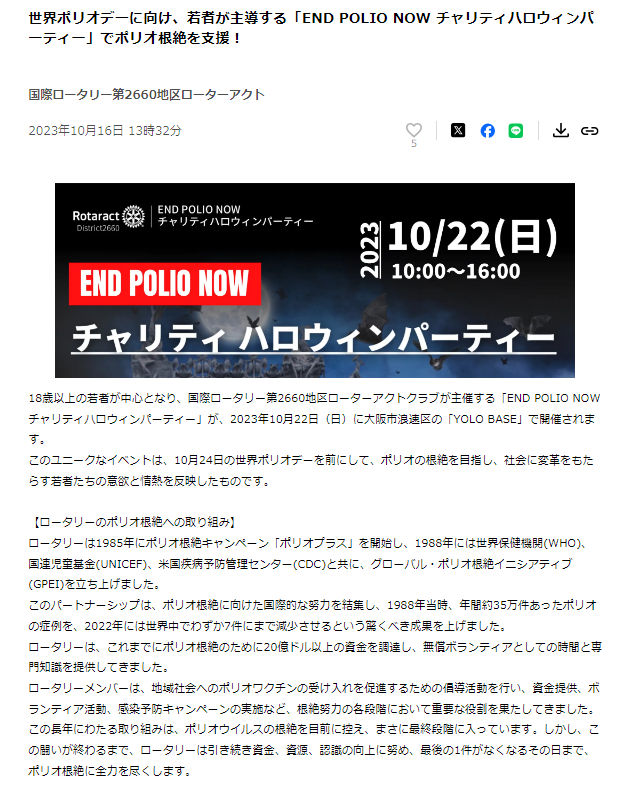 世界ポリオデーに向け、若者が主導する「END POLIO NOW チャリティハロウィンパ
ーティー」でポリオ根絶を支援！
国際ロータリー第2660地区ローターアクト
2023年10月16日 13時32分
5
Rotaract
District2660
END POLIO NOW
チャリティハロウィンパーティー
2023
10/22(日)
10:00〜16:00
END POLIO NOW
チャリティ ハロウィンパーティー
18歳以上の若者が中心となり、国際ロータリー第2660地区ローターアクトクラブが主催する「END POLIO NOW
チャリティハロウィンパーティー」が、2023年10月22日（日）に大阪市浪速区の「YOLO BASE」で開催されま
す。
このユニークなイベントは、10月24日の世界ポリオデーを前にして、ポリオの根絶を目指し、社会に変革をもた
らす若者たちの意欲と情熱を反映したものです。
【ロータリーのポリオ根絶への取り組み】
ロータリーは1985年にポリオ根絶キャンペーン「ポリオプラス」を開始し、1988年には世界保健機関(WHO)、
国連児童基金(UNICEF)、米国疾病予防管理センター(CDC)と共に、グローバル・ポリオ根絶イニシアティブ
(GPEI)を立ち上げました。
このパートナーシップは、ポリオ根絶に向けた国際的な努力を結集し、1988年当時、年間約35万件あったポリオ
の症例を、2022年には世界中でわずか7件にまで減少させるという驚くべき成果を上げました。
ロータリーは、これまでにポリオ根絶のために20億ドル以上の資金を調達し、無償ボランティアとしての時間と専
門知識を提供してきました。
ロータリーメンバーは、地域社会へのポリオワクチンの受け入れを促進するための倡導活動を行い、資金提供、ボ
ランティア活動、感染予防キャンペーンの実施など、根絶努力の各段階において重要な役割を果たしてきました。
この長年にわたる取り組みは、ポリオウイルスの根絶を目前に控え、まさに最終段階に入っています。しかし、こ
の闘いが終わるまで、ロータリーは引き続き資金、資源、認識の向上に努め、最後の1件がなくなるその日まで、
ポリオ根絶に全力を尽くします。